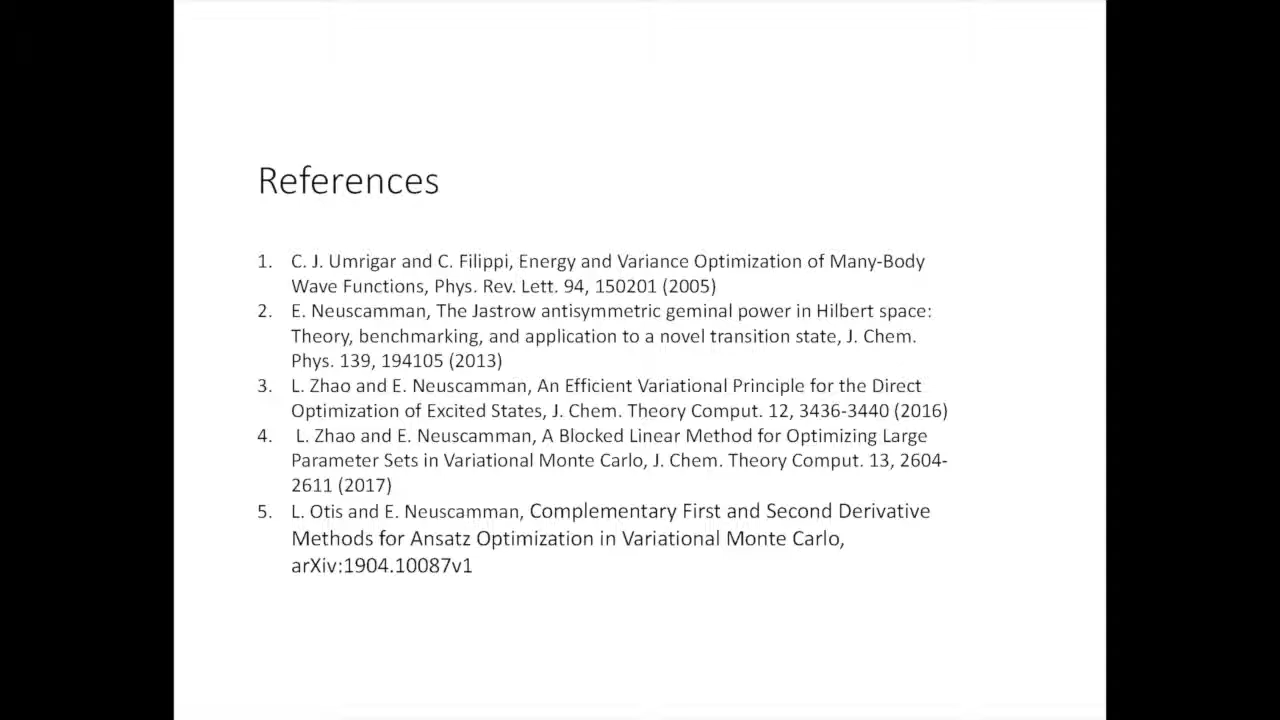 References
1. C. J. Umrigar and C. Filippi, Energy and Variance Optimization of Many-Body
Wave Functions, Phys. Rev. Lett. 94, 150201 (2005)
2. E. Neuscamman, The Jastrow antisymmetric geminal power in Hilbert space:
Theory, benchmarking, and application to a novel transition state, J. Chem.
Phys. 139, 194105 (2013)
3. L. Zhao and E. Neuscamman, An Efficient Variational Principle for the Direct
Optimization of Excited States, J. Chem. Theory Comput. 12, 3436-3440 (2016)
4. L. Zhao and E. Neuscamman, A Blocked Linear Method for Optimizing Large
Parameter Sets in Variational Monte Carlo, J. Chem. Theory Comput. 13, 2604-
2611 (2017)
5. L. Otis and E. Neuscamman, Complementary First and Second Derivative
Methods for Ansatz Optimization in Variational Monte Carlo,
arXiv:1904.10087v1